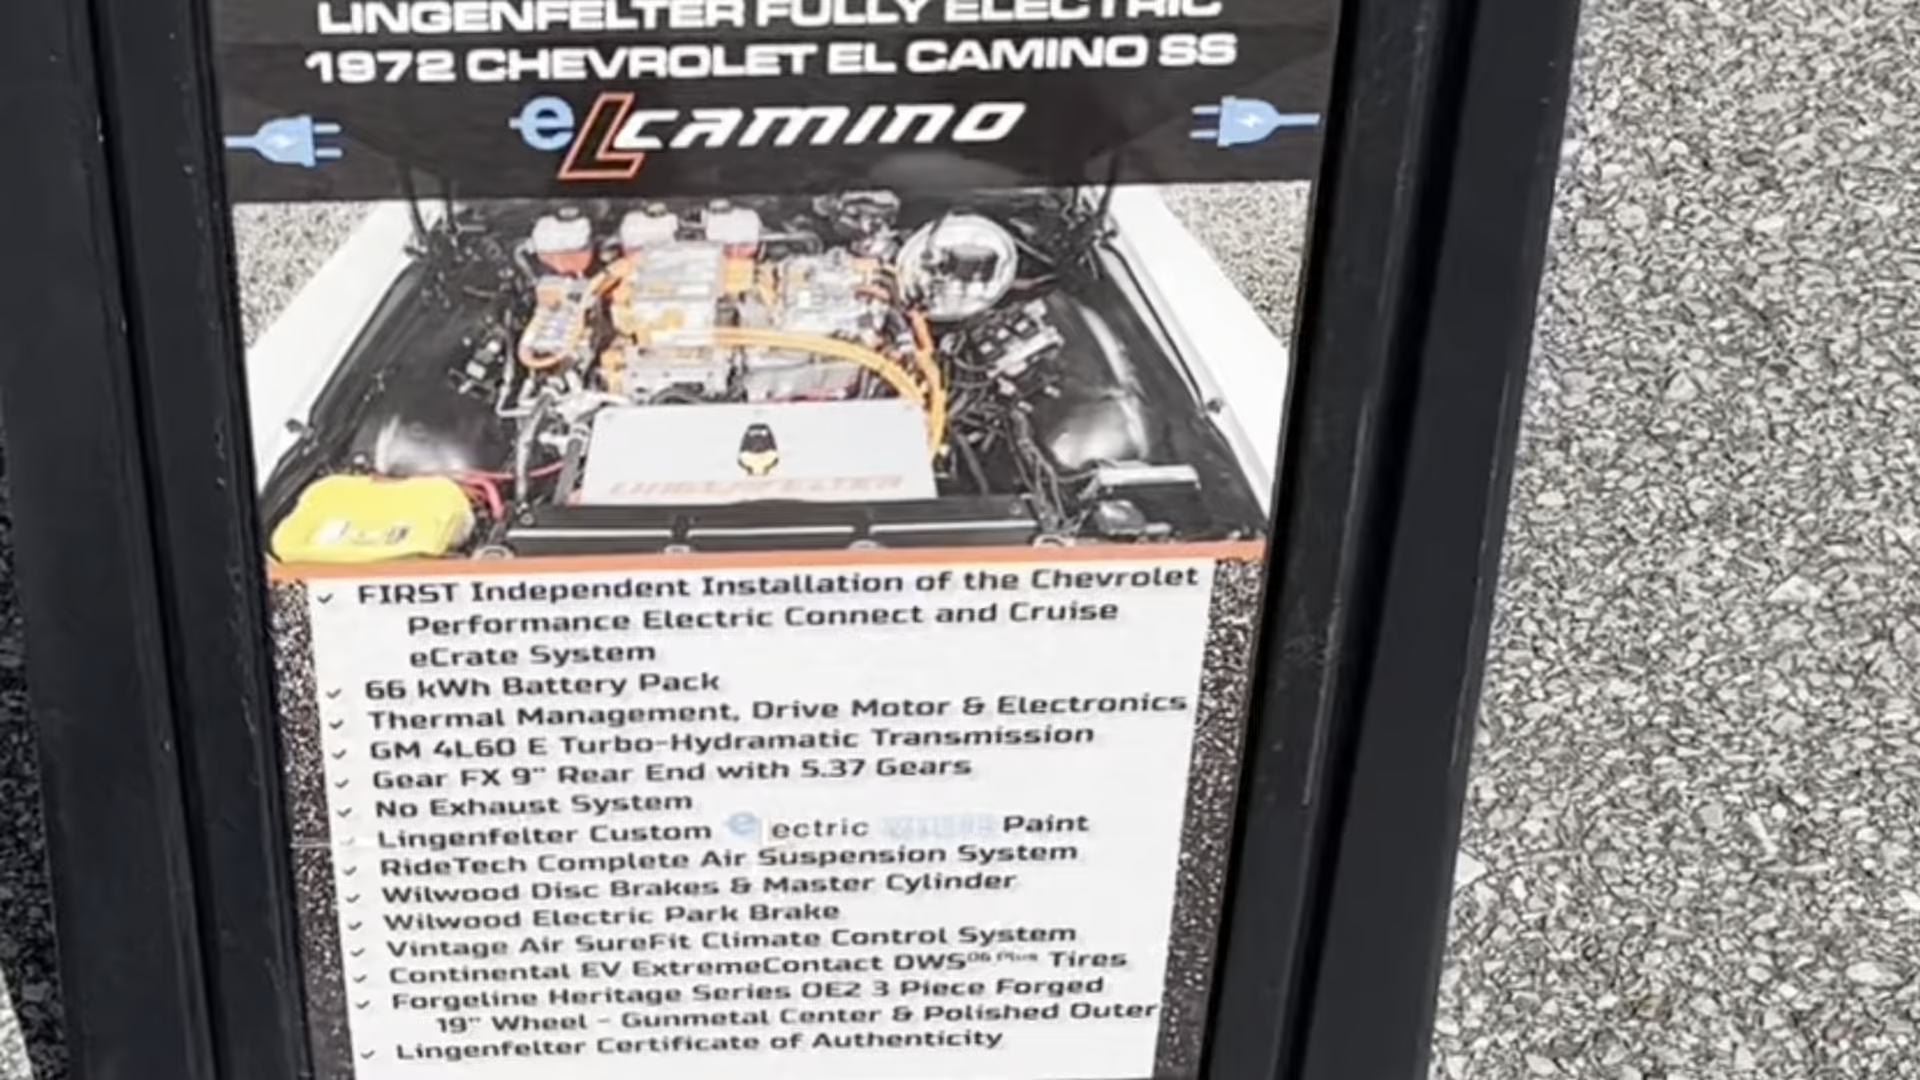 LINGENFELTER FULLY ELECTRIC
1972 CHEVROLET EL CAMINO SS
eLcamino
LINGENFELTER
FIRST Independent Installation of the Chevrolet
Performance Electric Connect and Cruise
eCrate System
66 kWh Battery Pack
Thermal Management, Drive Motor & Electronics
GM 4L60 E Turbo-Hydramatic Transmission
Gear FX 9" Rear End with 5.37 Gears
No Exhaust System
Lingenfelter Custom electric Paint
RideTech Complete Air Suspension System
Wilwood Disc Brakes & Master Cylinder
Wilwood Electric Park Brake
Vintage Air SureFit Climate Control System
Continental EV ExtremeContact DWS06 Plus Tires
Forgeline Heritage Series OE2 3 Piece Forged
19" Wheel - Gunmetal Center & Polished Outer
Lingenfelter Certificate of Authenticity